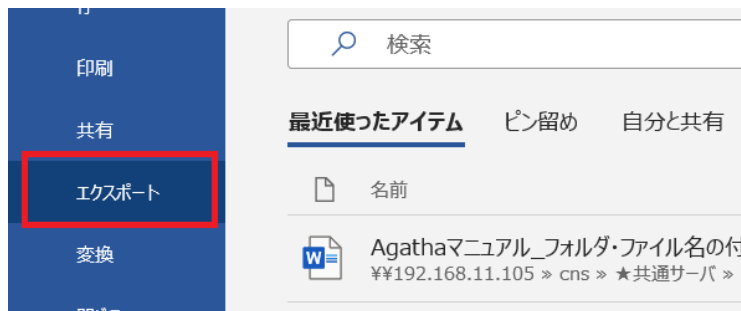 印刷
共有
エクスポート
変換
検索
最近使ったアイテム ピン留め 自分と共有
名前
W
Agathaマニュアル_フォルダ・ファイル名の付
¥¥192.168.11.105 » cns » ★共通サーバ »